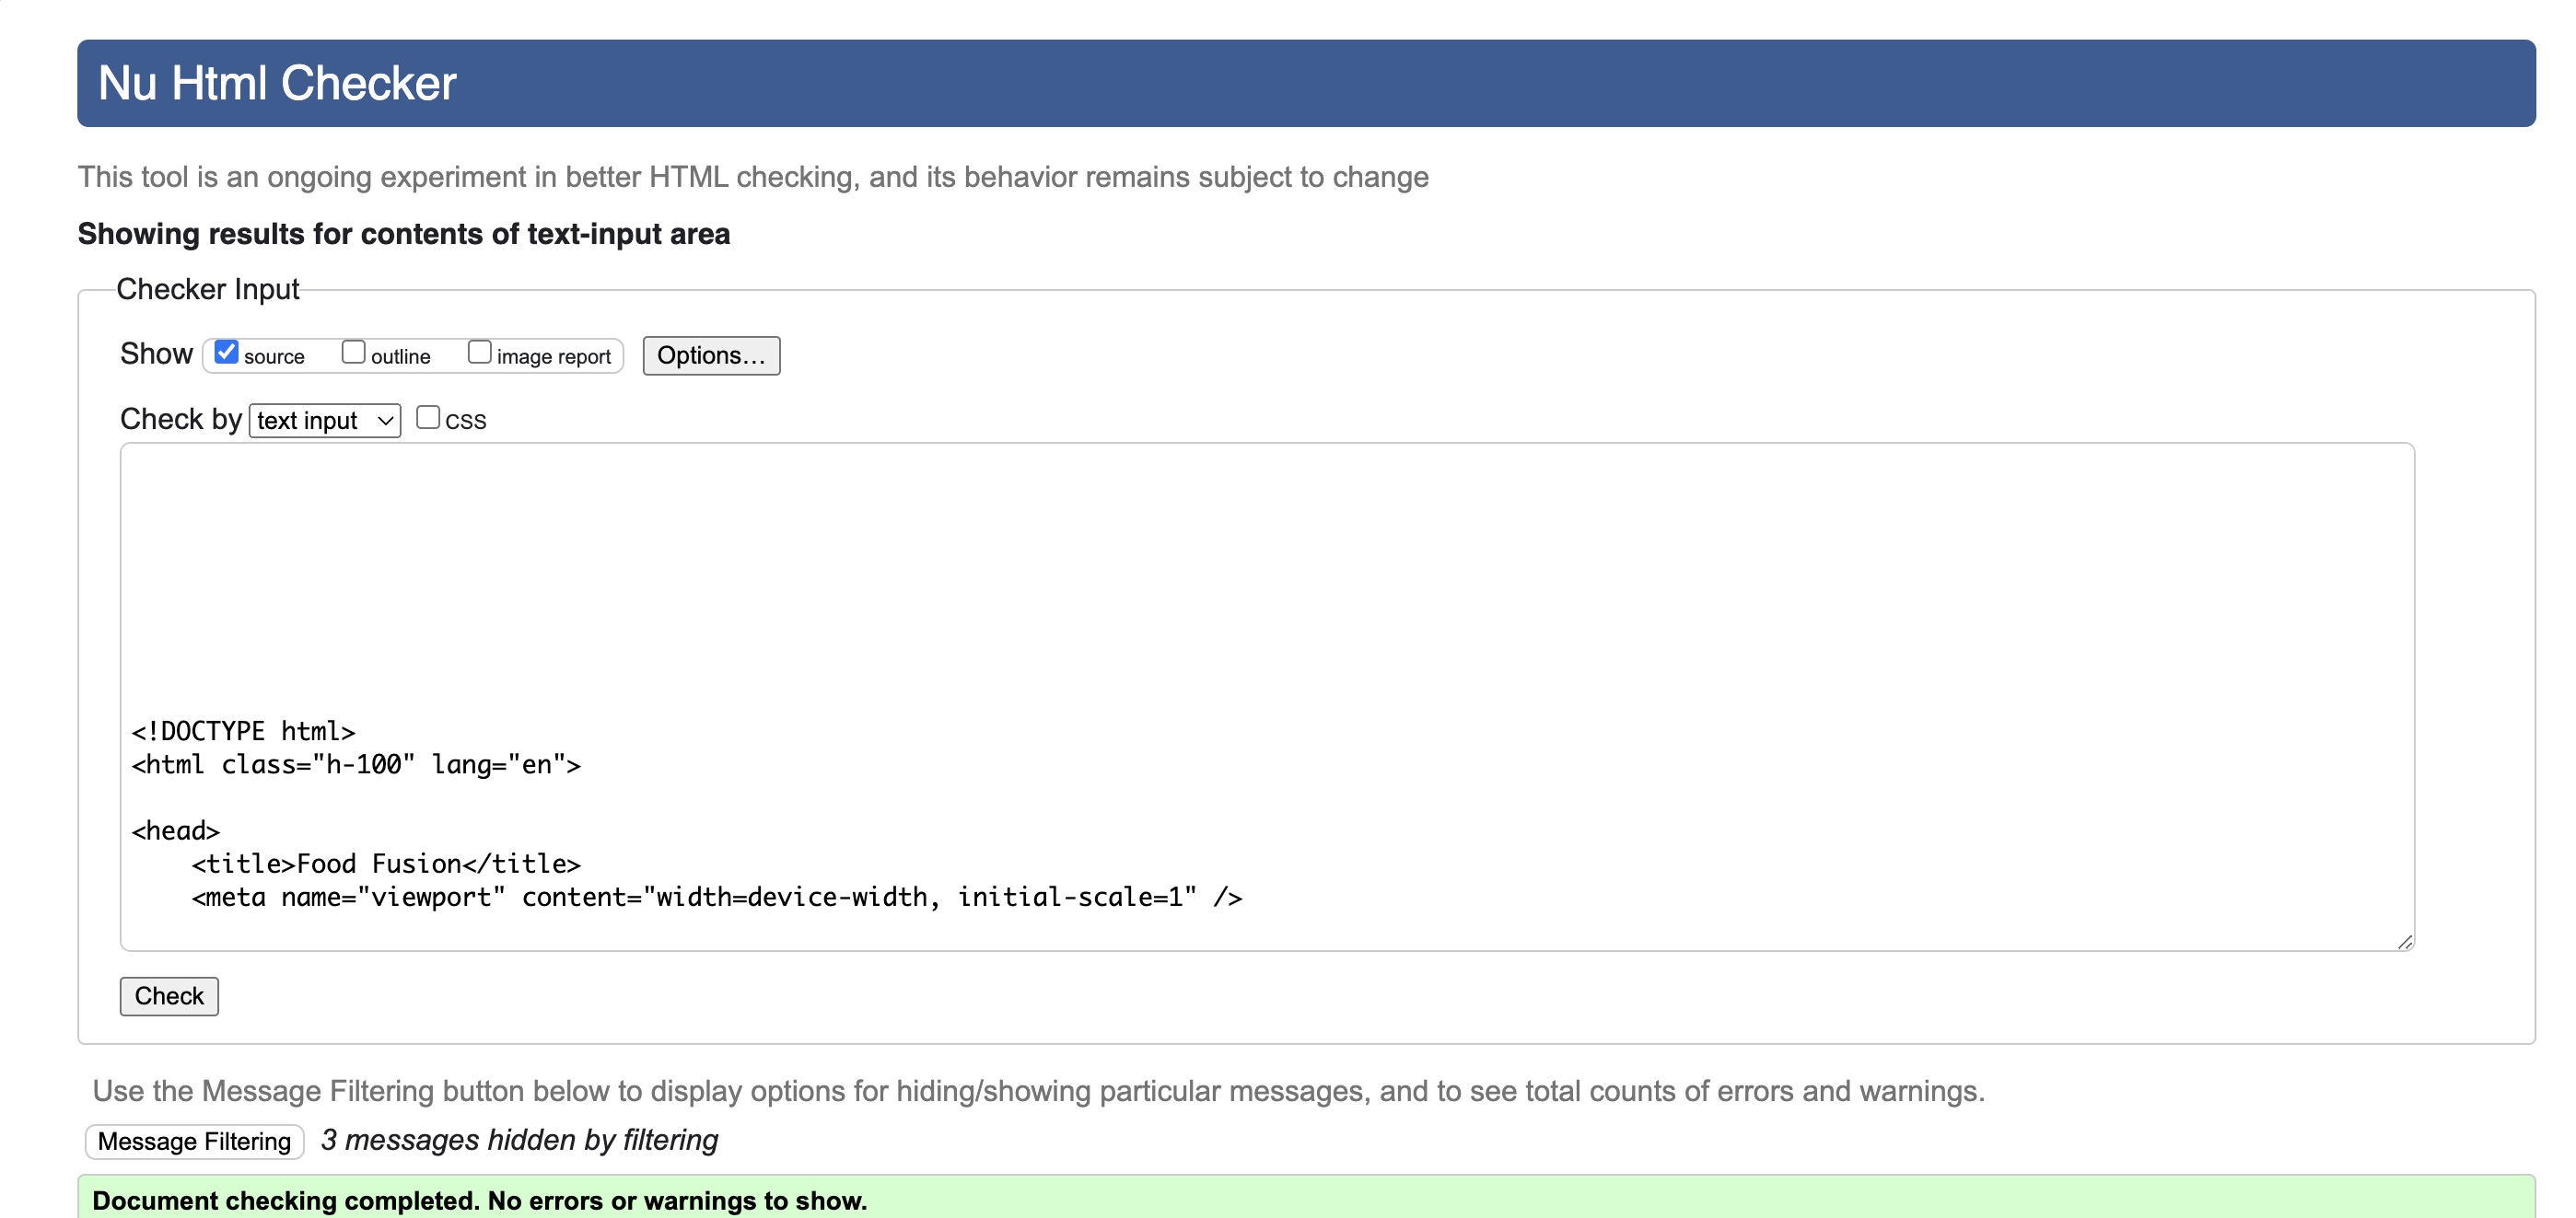 Nu Html Checker
This tool is an ongoing experiment in better HTML checking, and its behavior remains subject to change
Showing results for contents of text-input area
Checker Input
Show source outline image report Options...
Check by text input CSS
<!DOCTYPE html>
<html class="h-100" lang="en">
<head>
    <title>Food Fusion</title>
    <meta name="viewport" content="width=device-width, initial-scale=1" />
Check
Use the Message Filtering button below to display options for hiding/showing particular messages, and to see total counts of errors and warnings.
Message Filtering 3 messages hidden by filtering
Document checking completed. No errors or warnings to show.